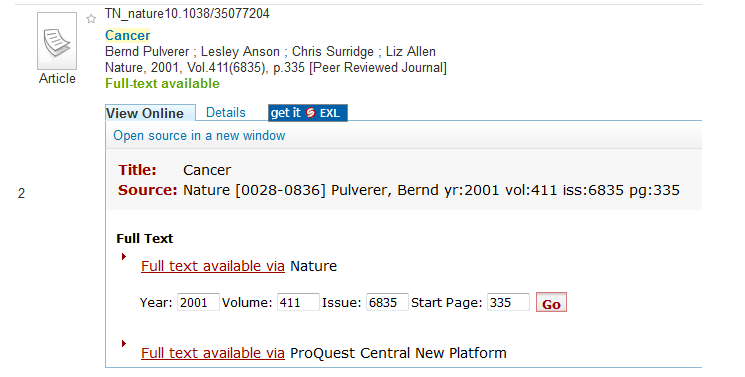 TN_nature10.1038/35077204
Cancer
Bernd Pulverer ; Lesley Anson ; Chris Surridge ; Liz Allen
Nature, 2001, Vol.411(6835), p.335 [Peer Reviewed Journal]
Article
Full-text available
View Online Details get it S EXL
Open source in a new window
Title: Cancer
2
Source: Nature [0028-0836] Pulverer, Bernd yr:2001 vol:411 iss:6835 pg:335
Full Text
Full text available via Nature
Year: 2001 Volume: 411 Issue: 6835 Start Page: 335 Go
Full text available via ProQuest Central New Platform